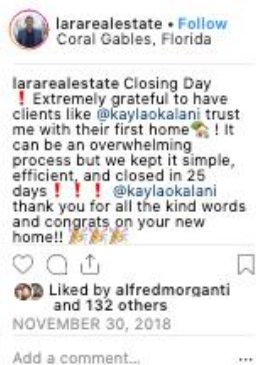 lararealestate • Follow
Coral Gables, Florida
lararealestate Closing Day
❗ Extremely grateful to have
clients like @kaylaokalani trust
me with their first home🏡 ! It
can be an overwhelming
process but we kept it simple,
efficient, and closed in 25
days❗❗❗ @kaylaokalani
thank you for all the kind words
and congrats on your new
home!! 🎉🎉🎉
Liked by alfredmorganti
and 132 others
NOVEMBER 30, 2018
Add a comment...